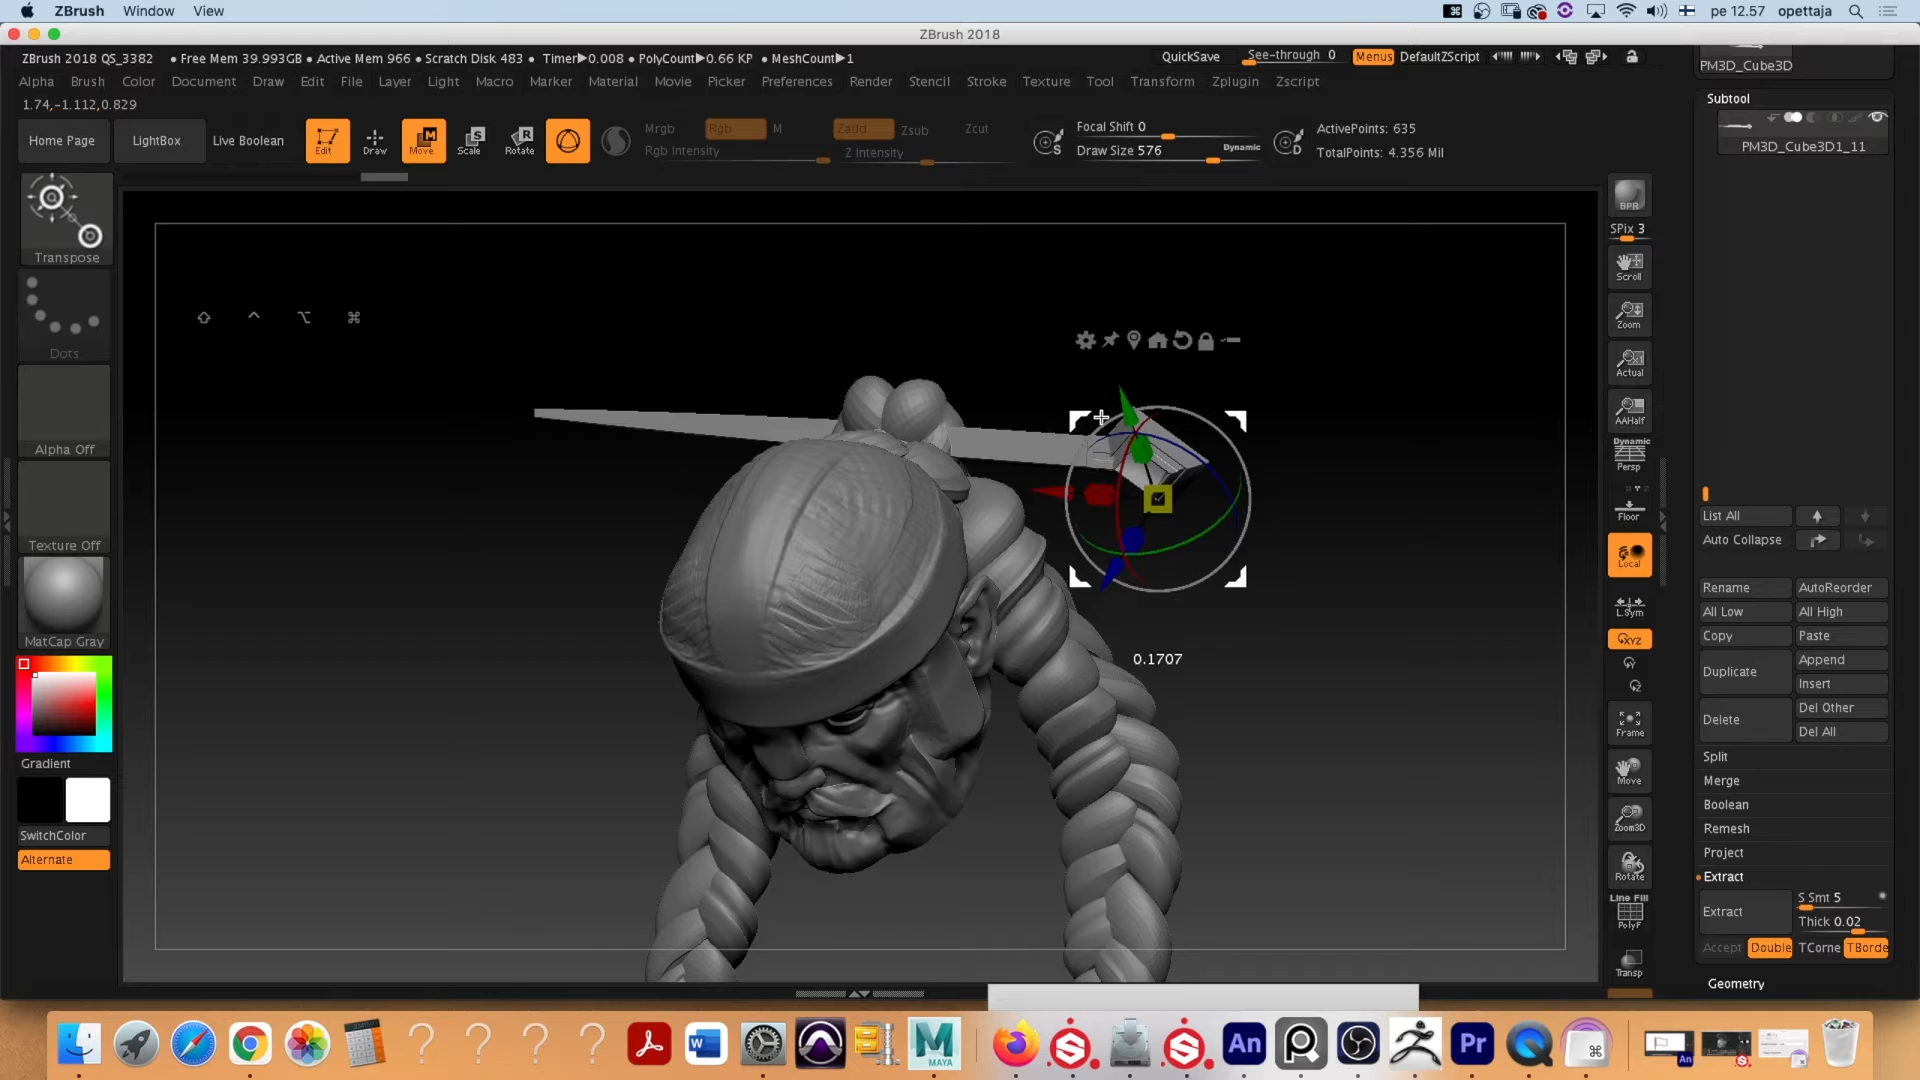 ZBrush Window View pe 12.57 opettaja
ZBrush 2018
ZBrush 2018 QS_3382 • Free Mem 39.993GB • Active Mem 966 • Scratch Disk 483 • Timer▶0.008 • PolyCount▶0.66 KP • MeshCount▶1 QuickSave See-through 0 Menus DefaultZScript
PM3D_Cube3D
Alpha Brush Color Document Draw Edit File Layer Light Macro Marker Material Movie Picker Preferences Render Stencil Stroke Texture Tool Transform Zplugin Zscript
1.74,-1.112,0.829
Subtool
PM3D_Cube3D1_11
Home Page LightBox Live Boolean Edit Draw Move Scale Rotate
Mrgb Rgb M Zadd Zsub Zcut
Rgb Intensity Z Intensity
Focal Shift 0
Draw Size 576 Dynamic
ActivePoints: 635
TotalPoints: 4.356 Mil
Transpose
Dots
Alpha Off
Texture Off
MatCap Gray
Gradient
SwitchColor
Alternate
0.1707
BPR
SPix 3
Scroll
Zoom
Actual
AAHalf
Dynamic
Persp
Floor
Local
L.Sym
XYZ
Frame
Move
Zoom3D
Rotate
Line Fill
PolyF
Transp
List All
Auto Collapse
Rename AutoReorder
All Low All High
Copy Paste
Duplicate Append
Insert
Delete Del Other
Del All
Split
Merge
Boolean
Remesh
Project
Extract
Extract S Smt 5
Thick 0.02
Accept Double TCorne TBorde
Geometry
W MAYA An Pr An